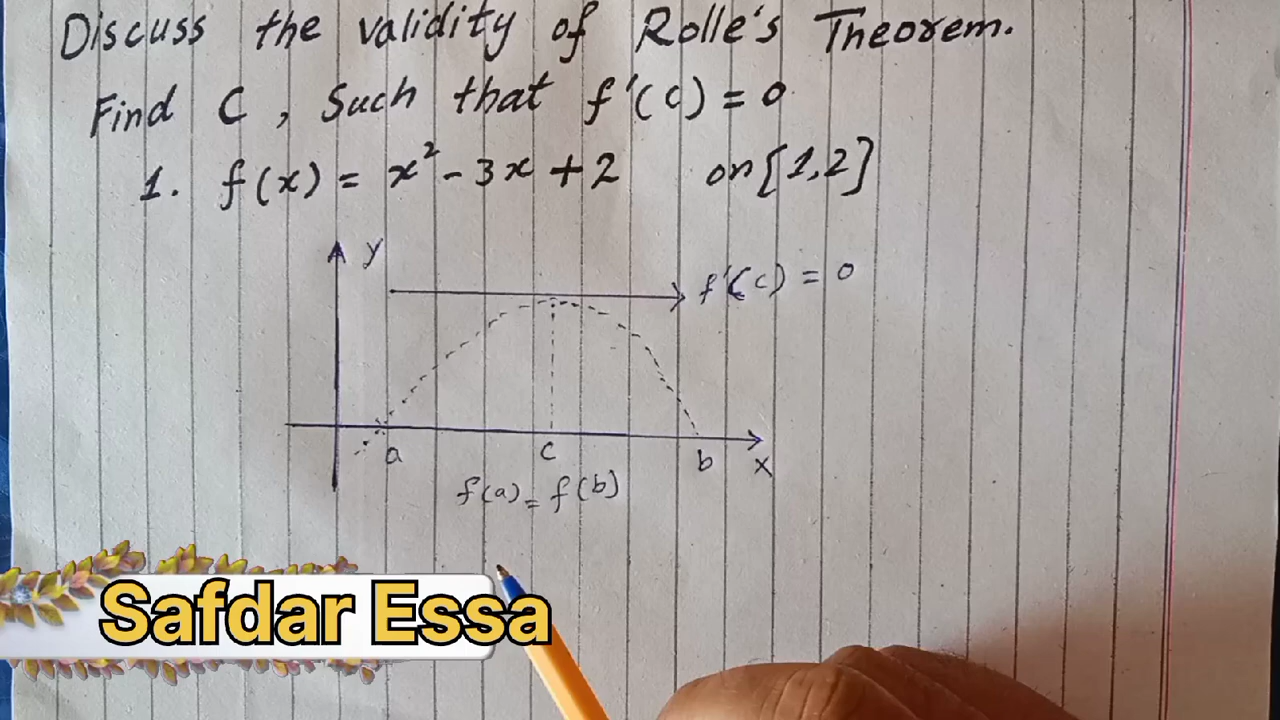 Discuss the validity of Rolle's Theorem.
Find C, Such that f'(c) = 0
1. f(x) = x² - 3x + 2 on [1,2]
y
f'(c) = 0
a c b x
f(a) = f(b)
Safdar Essa